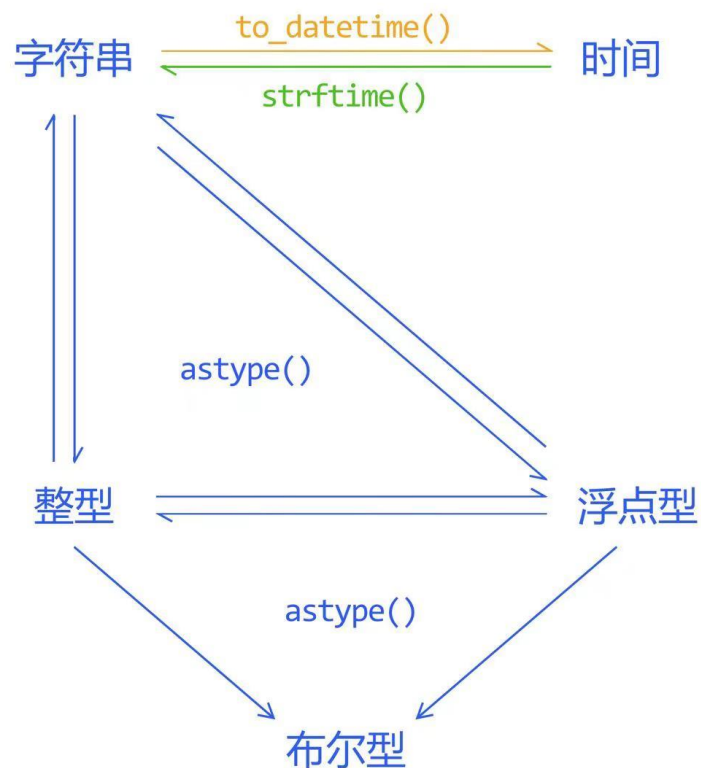 to_datetime()
字符串
时间
strftime()
astype()
整型
浮点型
astype()
布尔型